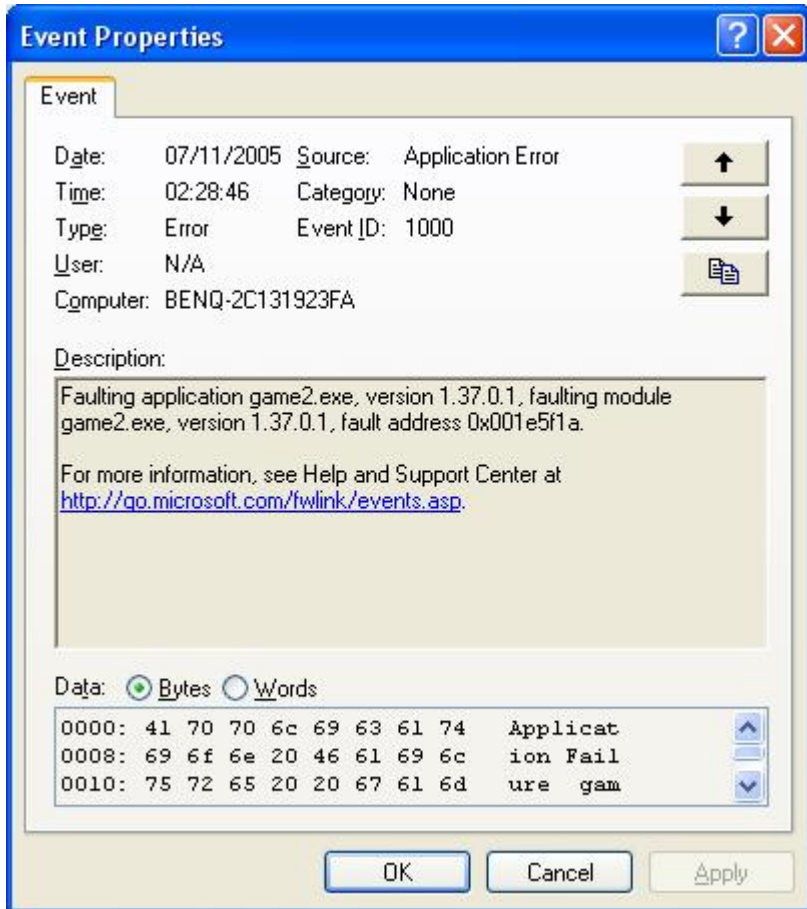 Event Properties
Event
Date: 07/11/2005 Source: Application Error
Time: 02:28:46 Category: None
Type: Error Event ID: 1000
User: N/A
Computer: BENQ-2C131923FA
Description:
Faulting application game2.exe, version 1.37.0.1, faulting module
game2.exe, version 1.37.0.1, fault address 0x001e5f1a.
For more information, see Help and Support Center at
http://go.microsoft.com/fwlink/events.asp.
Data: Bytes Words
0000: 41 70 70 6c 69 63 61 74 Applicat
0008: 69 6f 6e 20 46 61 69 6c ion Fail
0010: 75 72 65 20 20 67 61 6d ure  gam
OK Cancel Apply